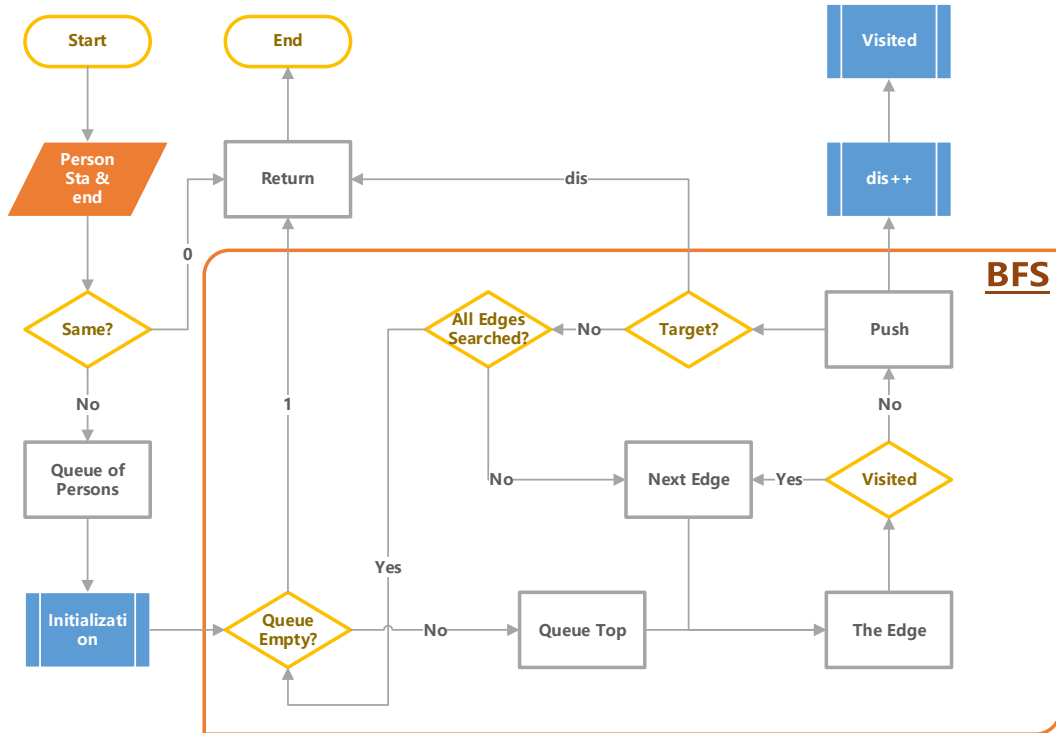 Start
End
Visited
Person
Sta &
end
Return
dis
dis++
0
BFS
Same?
All Edges
Searched?
No
Target?
Push
No
1
No
Queue of
Persons
No
Next Edge
Yes
Visited
Yes
Initializati
on
Queue
Empty?
No
Queue Top
The Edge